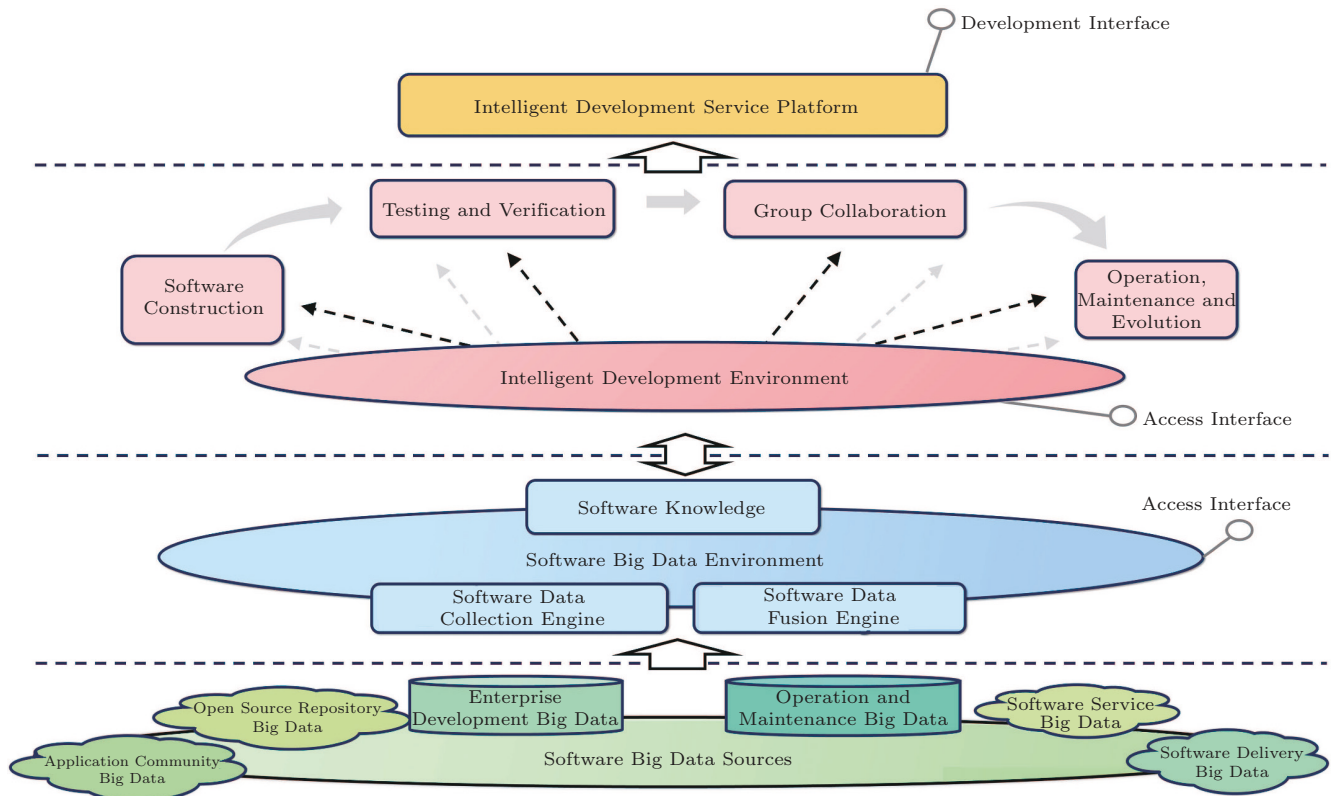 Development Interface
Intelligent Development Service Platform
Testing and Verification
Group Collaboration
Software
Construction
Operation,
Maintenance and
Evolution
Intelligent Development Environment
Access Interface
Software Knowledge
Access Interface
Software Big Data Environment
Software Data
Collection Engine
Software Data
Fusion Engine
Enterprise
Development Big Data
Operation and
Maintenance Big Data
Open Source Repository
Big Data
Software Service
Big Data
Application Community
Big Data
Software Big Data Sources
Software Delivery
Big Data